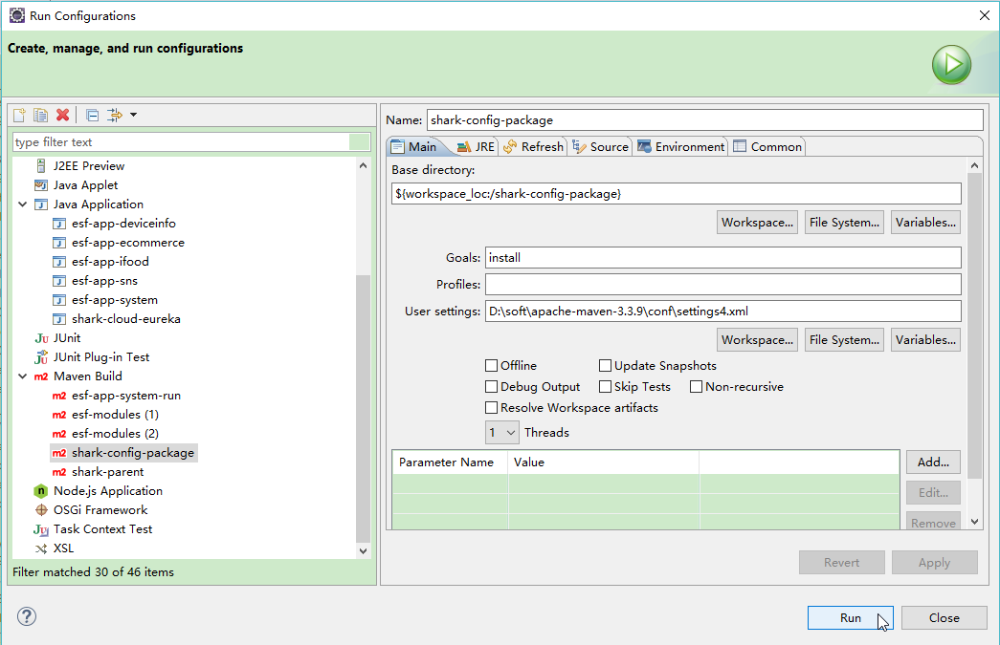 Run Configurations
Create, manage, and run configurations
type filter text
J2EE Preview
Java Applet
Java Application
esf-app-deviceinfo
esf-app-ecommerce
esf-app-ifood
esf-app-sns
esf-app-system
shark-cloud-eureka
JUnit
JUnit Plug-in Test
Maven Build
esf-app-system-run
esf-modules (1)
esf-modules (2)
shark-config-package
shark-parent
Node.js Application
OSGi Framework
Task Context Test
XSL
Filter matched 30 of 46 items
Name: shark-config-package
Main JRE Refresh Source Environment Common
Base directory:
${workspace_loc:/shark-config-package}
Workspace... File System... Variables...
Goals: install
Profiles:
User settings: D:\soft\apache-maven-3.3.9\conf\settings4.xml
Workspace... File System... Variables...
Offline Update Snapshots
Debug Output Skip Tests Non-recursive
Resolve Workspace artifacts
1 Threads
Parameter Name Value
Add...
Edit...
Remove
Revert Apply
Run Close